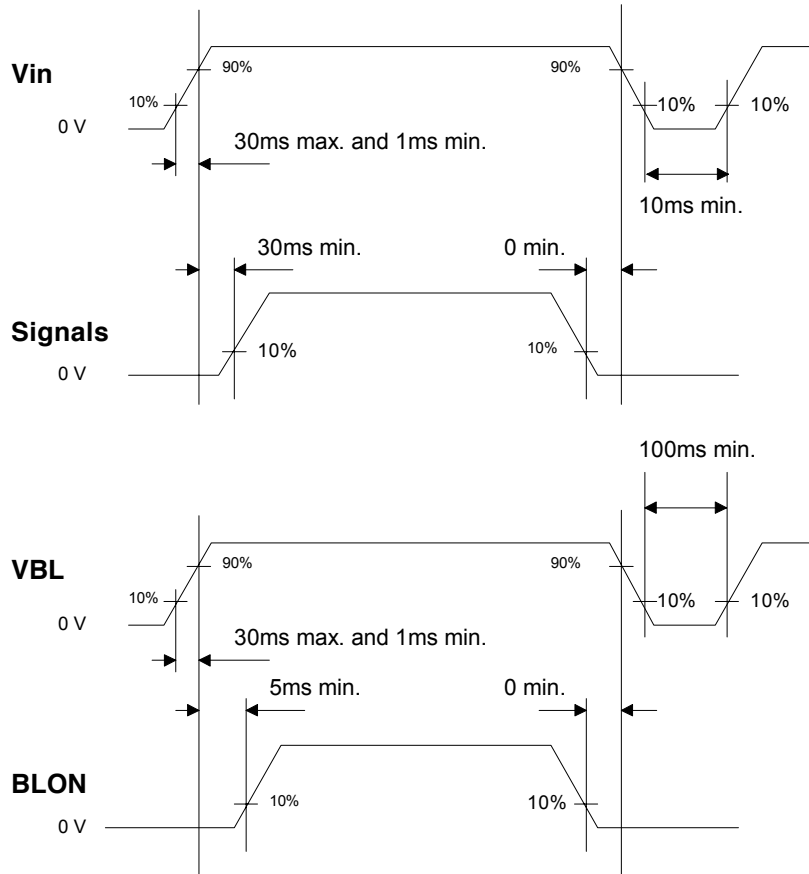 Vin
90%
90%
10%
10%
10%
0 V
30ms max. and 1ms min.
10ms min.
30ms min.
0 min.
Signals
10%
10%
0 V
100ms min.
VBL
90%
90%
10%
10%
10%
0 V
30ms max. and 1ms min.
5ms min.
0 min.
BLON
10%
10%
0 V